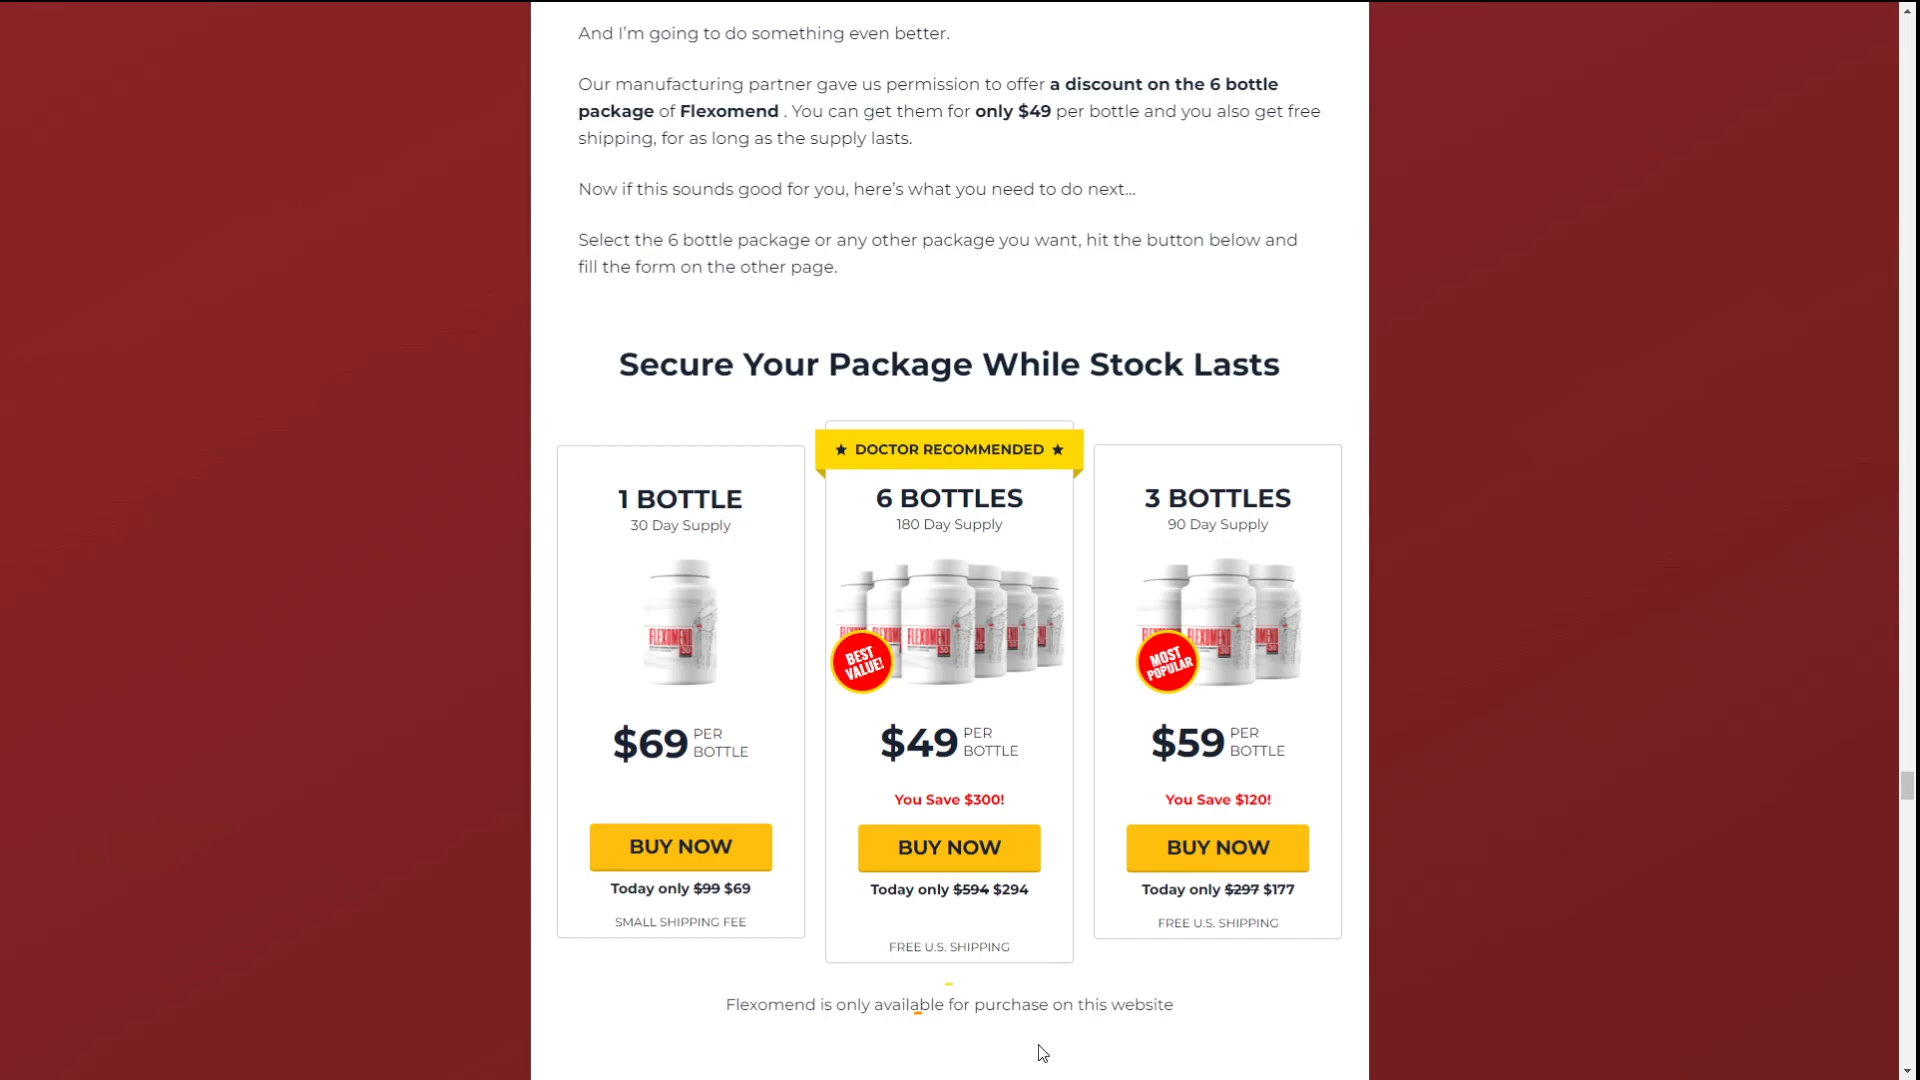 And I'm going to do something even better.
Our manufacturing partner gave us permission to offer a discount on the 6 bottle
package of Flexomend . You can get them for only $49 per bottle and you also get free
shipping, for as long as the supply lasts.
Now if this sounds good for you, here's what you need to do next...
Select the 6 bottle package or any other package you want, hit the button below and
fill the form on the other page.
Secure Your Package While Stock Lasts
1 BOTTLE
30 Day Supply
FLEXOMEND
30
$69 PER BOTTLE
BUY NOW
Today only $99 $69
SMALL SHIPPING FEE
★ DOCTOR RECOMMENDED ★
6 BOTTLES
180 Day Supply
FLEXOMEND
30
BEST
VALUE!
$49 PER BOTTLE
You Save $300!
BUY NOW
Today only $594 $294
FREE U.S. SHIPPING
3 BOTTLES
90 Day Supply
FLEXOMEND
30
MOST
POPULAR
$59 PER BOTTLE
You Save $120!
BUY NOW
Today only $297 $177
FREE U.S. SHIPPING
Flexomend is only available for purchase on this website